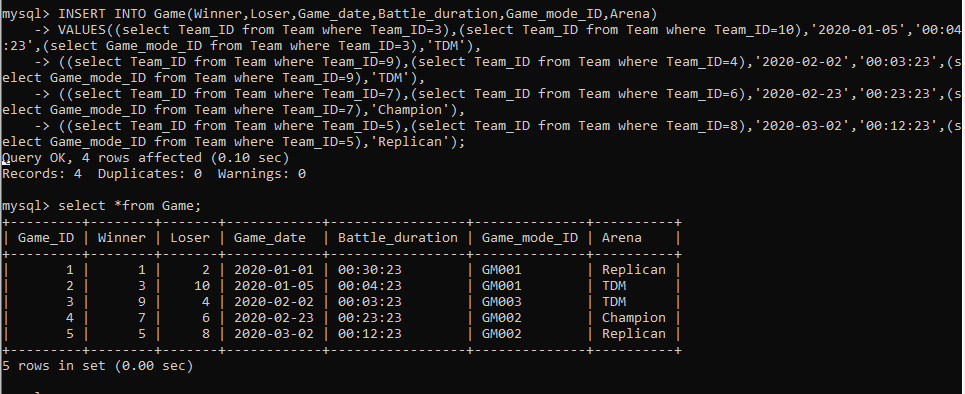 mysql> INSERT INTO Game(Winner,Loser,Game_date,Battle_duration,Game_mode_ID,Arena)
    -> VALUES((select Team_ID from Team where Team_ID=3),(select Team_ID from Team where Team_ID=10),'2020-01-05','00:04
:23',(select Game_mode_ID from Team where Team_ID=3),'TDM'),
    -> ((select Team_ID from Team where Team_ID=9),(select Team_ID from Team where Team_ID=4),'2020-02-02','00:03:23',(s
elect Game_mode_ID from Team where Team_ID=9),'TDM'),
    -> ((select Team_ID from Team where Team_ID=7),(select Team_ID from Team where Team_ID=6),'2020-02-23','00:23:23',(s
elect Game_mode_ID from Team where Team_ID=7),'Champion'),
    -> ((select Team_ID from Team where Team_ID=5),(select Team_ID from Team where Team_ID=8),'2020-03-02','00:12:23',(s
elect Game_mode_ID from Team where Team_ID=5),'Replican');
Query OK, 4 rows affected (0.10 sec)
Records: 4  Duplicates: 0  Warnings: 0

mysql> select *from Game;
+---------+--------+-------+------------+-----------------+--------------+----------+
| Game_ID | Winner | Loser | Game_date  | Battle_duration | Game_mode_ID | Arena    |
+---------+--------+-------+------------+-----------------+--------------+----------+
|       1 |      1 |     2 | 2020-01-01 | 00:30:23        | GM001        | Replican |
|       2 |      3 |    10 | 2020-01-05 | 00:04:23        | GM001        | TDM      |
|       3 |      9 |     4 | 2020-02-02 | 00:03:23        | GM003        | TDM      |
|       4 |      7 |     6 | 2020-02-23 | 00:23:23        | GM002        | Champion |
|       5 |      5 |     8 | 2020-03-02 | 00:12:23        | GM002        | Replican |
+---------+--------+-------+------------+-----------------+--------------+----------+
5 rows in set (0.00 sec)